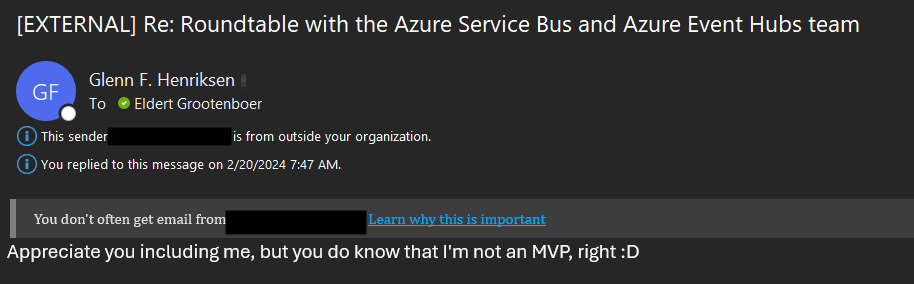 [EXTERNAL] Re: Roundtable with the Azure Service Bus and Azure Event Hubs team
GF
Glenn F. Henriksen
To Eldert Grootenboer
This sender is from outside your organization.
You replied to this message on 2/20/2024 7:47 AM.
You don't often get email from Learn why this is important
Appreciate you including me, but you do know that I'm not an MVP, right :D